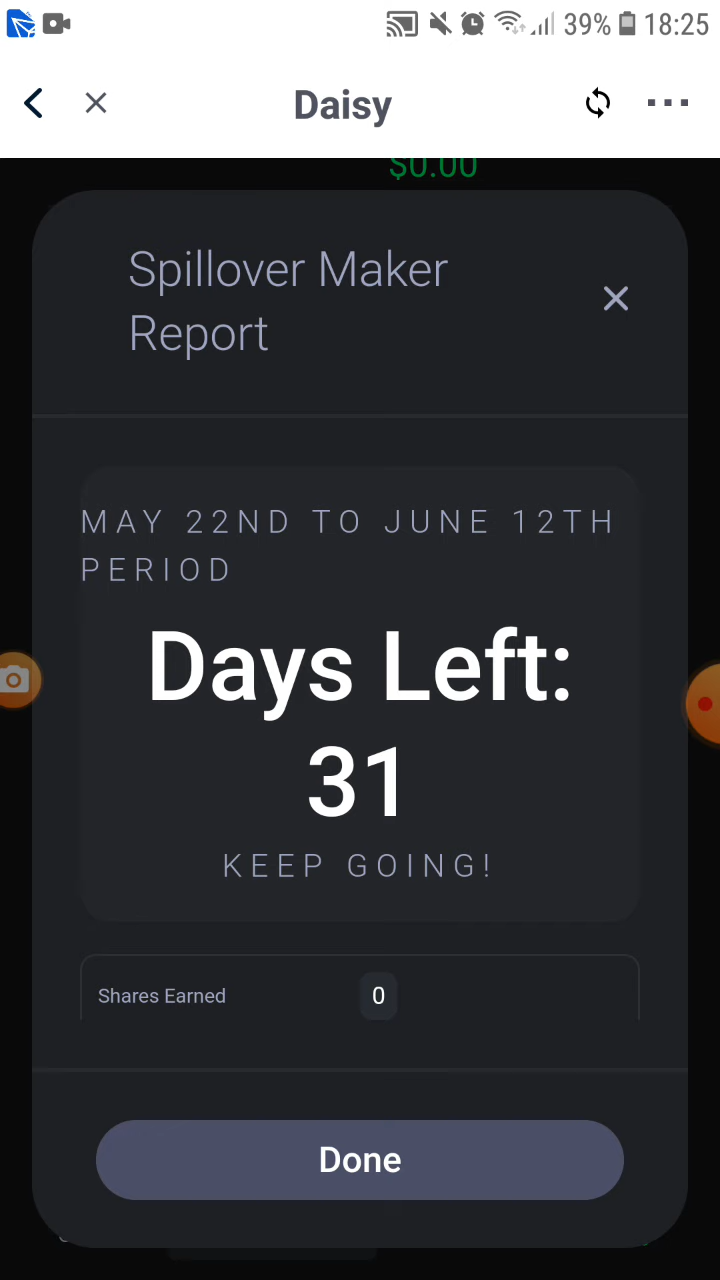 39% 18:25
Daisy
$0.00
Spillover Maker
Report
MAY 22ND TO JUNE 12TH
PERIOD
Days Left:
31
KEEP GOING!
Shares Earned 0
Done